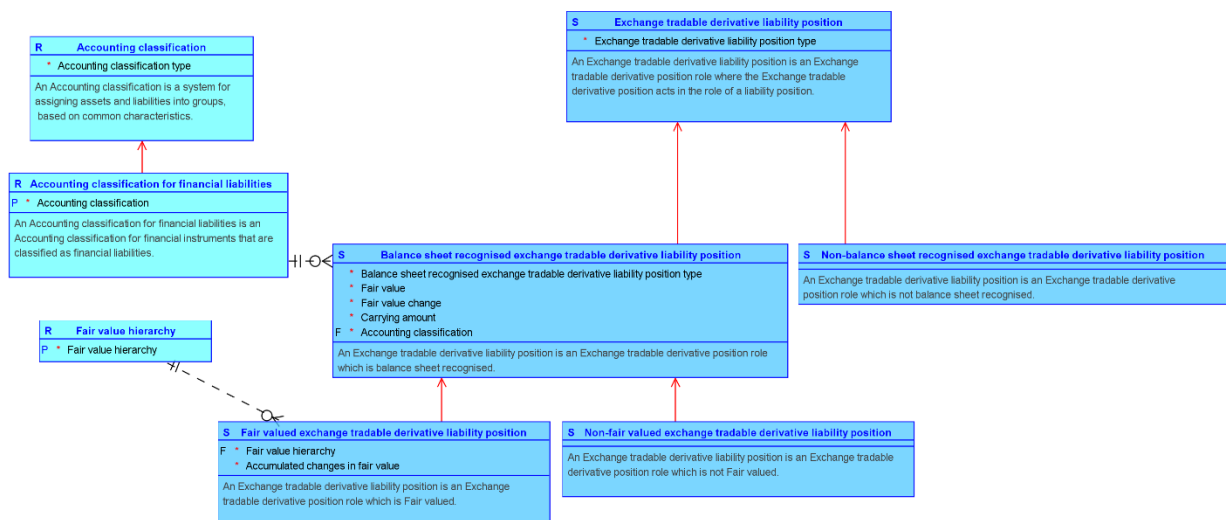 S Exchange tradable derivative liability position
* Exchange tradable derivative liability position type
An Exchange tradable derivative liability position is an Exchange
tradable derivative position role where the Exchange tradable
derivative position acts in the role of a liability position.
R Accounting classification
* Accounting classification type
An Accounting classification is a system for
assigning assets and liabilities into groups,
based on common characteristics.
R Accounting classification for financial liabilities
P * Accounting classification
An Accounting classification for financial liabilities is an
Accounting classification for financial instruments that are
classified as financial liabilities.
S Balance sheet recognised exchange tradable derivative liability position
* Balance sheet recognised exchange tradable derivative liability position type
* Fair value
* Fair value change
* Carrying amount
F * Accounting classification
An Exchange tradable derivative liability position is an Exchange tradable derivative position role
which is balance sheet recognised.
S Non-balance sheet recognised exchange tradable derivative liability position
An Exchange tradable derivative liability position is an Exchange tradable derivative
position role which is not balance sheet recognised.
R Fair value hierarchy
P * Fair value hierarchy
S Fair valued exchange tradable derivative liability position
F * Fair value hierarchy
* Accumulated changes in fair value
An Exchange tradable derivative liability position is an Exchange
tradable derivative position role which is Fair valued.
S Non-fair valued exchange tradable derivative liability position
An Exchange tradable derivative liability position is an Exchange tradable
derivative position role which is not Fair valued.